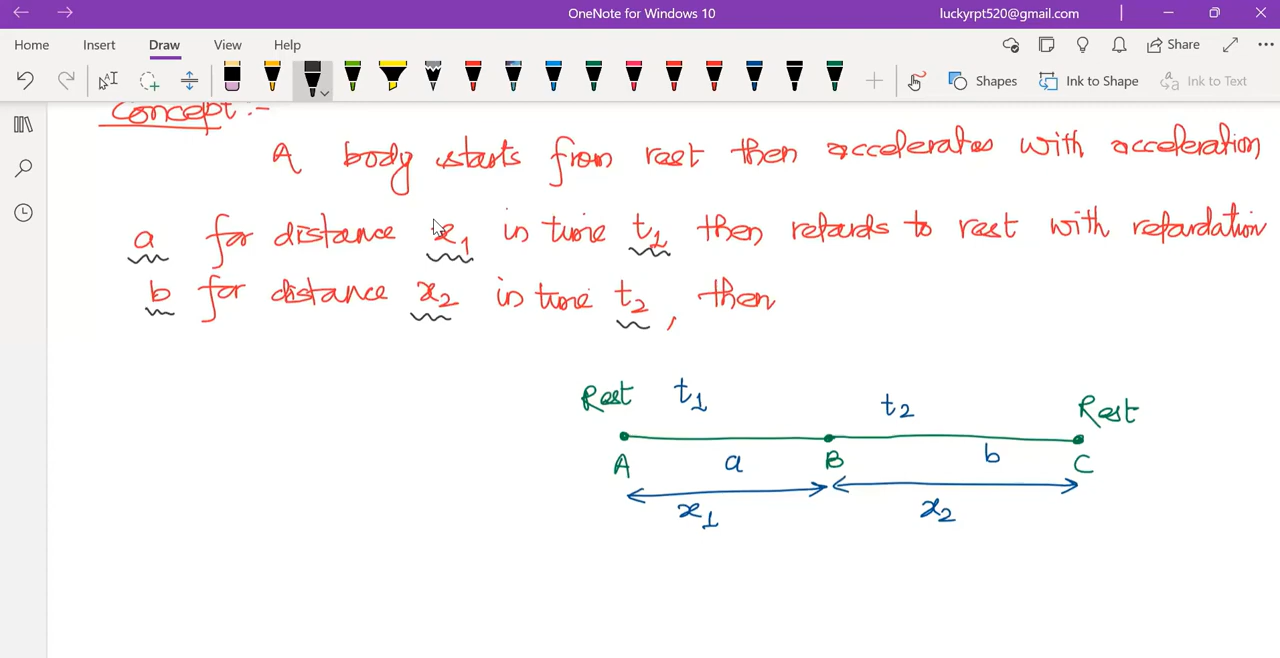 OneNote for Windows 10 luckyrpt520@gmail.com
Home Insert Draw View Help Share
Shapes Ink to Shape Ink to Text
Concept :-
A body starts from rest then accelerates with acceleration
a for distance x1 in time t1 then retards to rest with retardation
b for distance x2 in time t2, then
Rest t1 t2 Rest
A a B b C
x1 x2